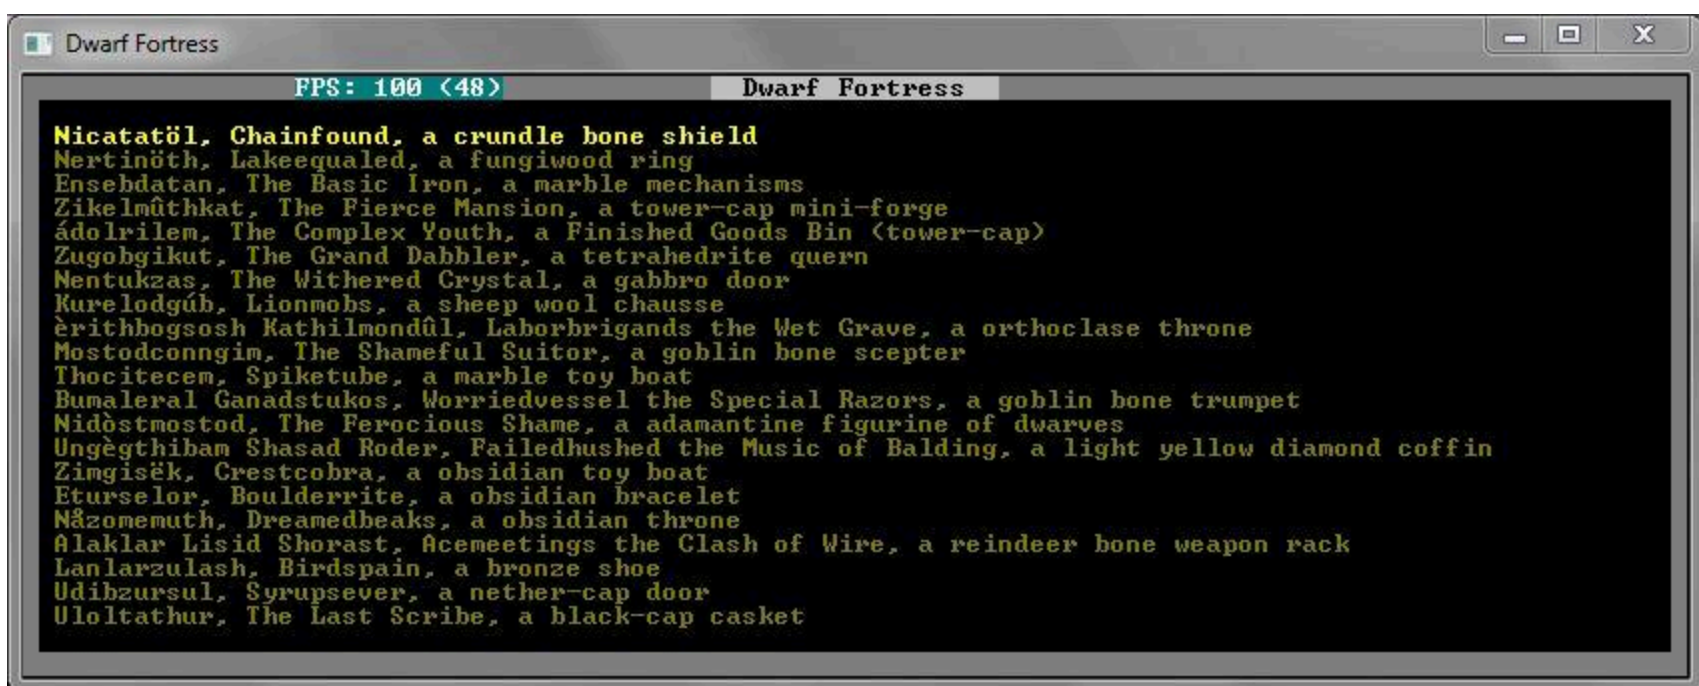 Dwarf Fortress
FPS: 100 (48) Dwarf Fortress
Nicatatöl, Chainfound, a crundle bone shield
Nertinöth, Lakeequaled, a fungiwood ring
Ensebdatan, The Basic Iron, a marble mechanisms
Zikelmûthkat, The Fierce Mansion, a tower-cap mini-forge
ádolrilem, The Complex Youth, a Finished Goods Bin (tower-cap)
Zugobgikut, The Grand Dabbler, a tetrahedrite quern
Nentukzas, The Withered Crystal, a gabbro door
Kurelodgúb, Lionmobs, a sheep wool chausse
èrithbogsosh Kathilmondûl, Laborbrigands the Wet Grave, a orthoclase throne
Mostodconngim, The Shameful Suitor, a goblin bone scepter
Thocitecem, Spiketube, a marble toy boat
Bumaleral Ganadstukos, Worriedvessel the Special Razors, a goblin bone trumpet
Nidòstmostod, The Ferocious Shame, a adamantine figurine of dwarves
Ungègthibam Shasad Roder, Failedhushed the Music of Balding, a light yellow diamond coffin
Zimgisëk, Crestcobra, a obsidian toy boat
Eturselor, Boulderrite, a obsidian bracelet
Nåzomemuth, Dreamedbeaks, a obsidian throne
Alaklar Lisid Shorast, Acemeetings the Clash of Wire, a reindeer bone weapon rack
Lanlarzulash, Birdspain, a bronze shoe
Udibzursul, Syrupsever, a nether-cap door
Uloltathur, The Last Scribe, a black-cap casket